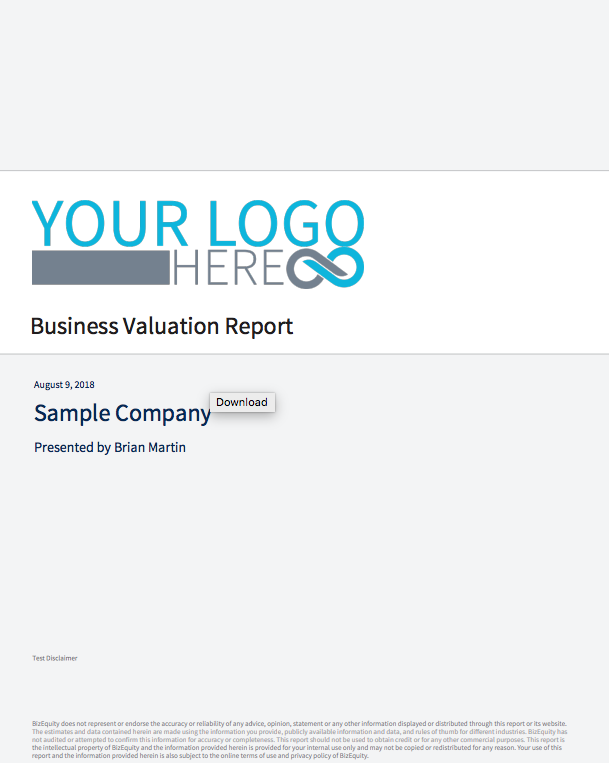 YOUR LOGO
HERE
Business Valuation Report
August 9, 2018
Download
Sample Company
Presented by Brian Martin
Test Disclaimer
BizEquity does not represent or endorse the accuracy or reliability of any advice, opinion, statement or any other information displayed or distributed through this report or its website.
The estimates and data contained herein are made using the information you provide, publicly available information and data, and rules of thumb for different industries. BizEquity has
not audited or attempted to confirm this information for accuracy or completeness. This report should not be used to obtain credit or for any other commercial purposes. This report is
the intellectual property of BizEquity and the information provided herein is provided for your internal use only and may not be copied or redistributed for any reason. Your use of this
report and the information provided herein is also subject to the online terms of use and privacy policy of BizEquity.